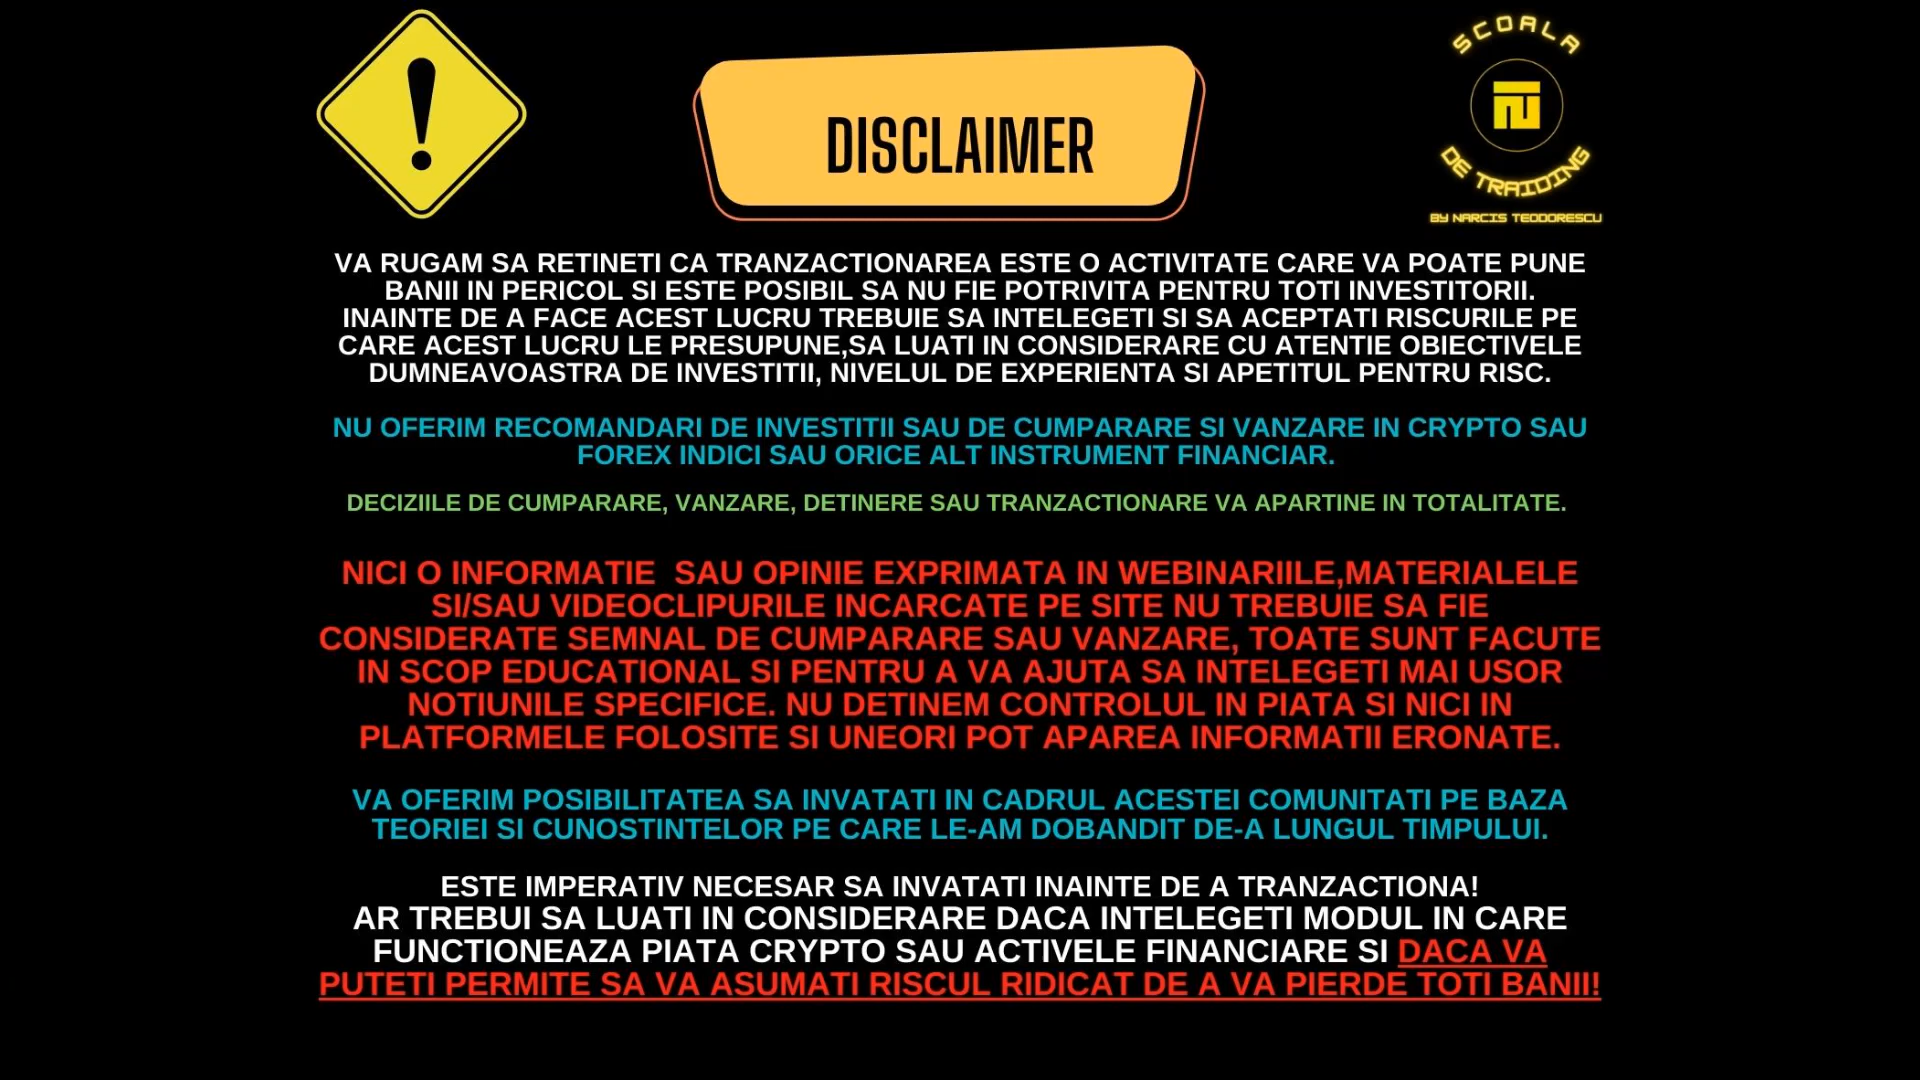 !
DISCLAIMER
SCOALA
DE TRAIDING
BY NARCIS TEODORESCU
VA RUGAM SA RETINETI CA TRANZACTIONAREA ESTE O ACTIVITATE CARE VA POATE PUNE
BANII IN PERICOL SI ESTE POSIBIL SA NU FIE POTRIVITA PENTRU TOTI INVESTITORII.
INAINTE DE A FACE ACEST LUCRU TREBUIE SA INTELEGETI SI SA ACEPTATI RISCURILE PE
CARE ACEST LUCRU LE PRESUPUNE,SA LUATI IN CONSIDERARE CU ATENTIE OBIECTIVELE
DUMNEAVOASTRA DE INVESTITII, NIVELUL DE EXPERIENTA SI APETITUL PENTRU RISC.
NU OFERIM RECOMANDARI DE INVESTITII SAU DE CUMPARARE SI VANZARE IN CRYPTO SAU
FOREX INDICI SAU ORICE ALT INSTRUMENT FINANCIAR.
DECIZIILE DE CUMPARARE, VANZARE, DETINERE SAU TRANZACTIONARE VA APARTINE IN TOTALITATE.
NICI O INFORMATIE  SAU OPINIE EXPRIMATA IN WEBINARIILE,MATERIALELE
SI/SAU VIDEOCLIPURILE INCARCATE PE SITE NU TREBUIE SA FIE
CONSIDERATE SEMNAL DE CUMPARARE SAU VANZARE, TOATE SUNT FACUTE
IN SCOP EDUCATIONAL SI PENTRU A VA AJUTA SA INTELEGETI MAI USOR
NOTIUNILE SPECIFICE. NU DETINEM CONTROLUL IN PIATA SI NICI IN
PLATFORMELE FOLOSITE SI UNEORI POT APAREA INFORMATII ERONATE.
VA OFERIM POSIBILITATEA SA INVATATI IN CADRUL ACESTEI COMUNITATI PE BAZA
TEORIEI SI CUNOSTINTELOR PE CARE LE-AM DOBANDIT DE-A LUNGUL TIMPULUI.
ESTE IMPERATIV NECESAR SA INVATATI INAINTE DE A TRANZACTIONA!
AR TREBUI SA LUATI IN CONSIDERARE DACA INTELEGETI MODUL IN CARE
FUNCTIONEAZA PIATA CRYPTO SAU ACTIVELE FINANCIARE SI DACA VA
PUTETI PERMITE SA VA ASUMATI RISCUL RIDICAT DE A VA PIERDE TOTI BANII!